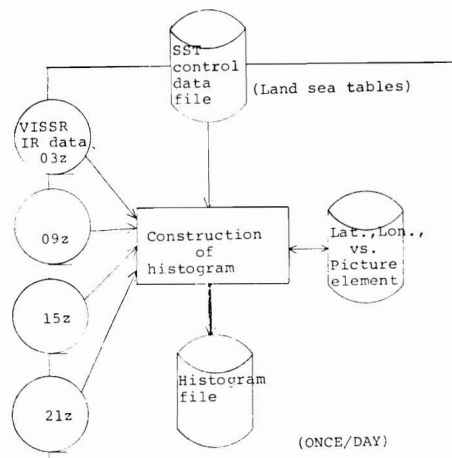 SST
control
data
file
(Land sea tables)
VISSR
IR data
03z
09z
15z
21z
Construction
of
histogram
Lat.,Lon.,
vs.
Picture
element
Histogram
file
(ONCE/DAY)